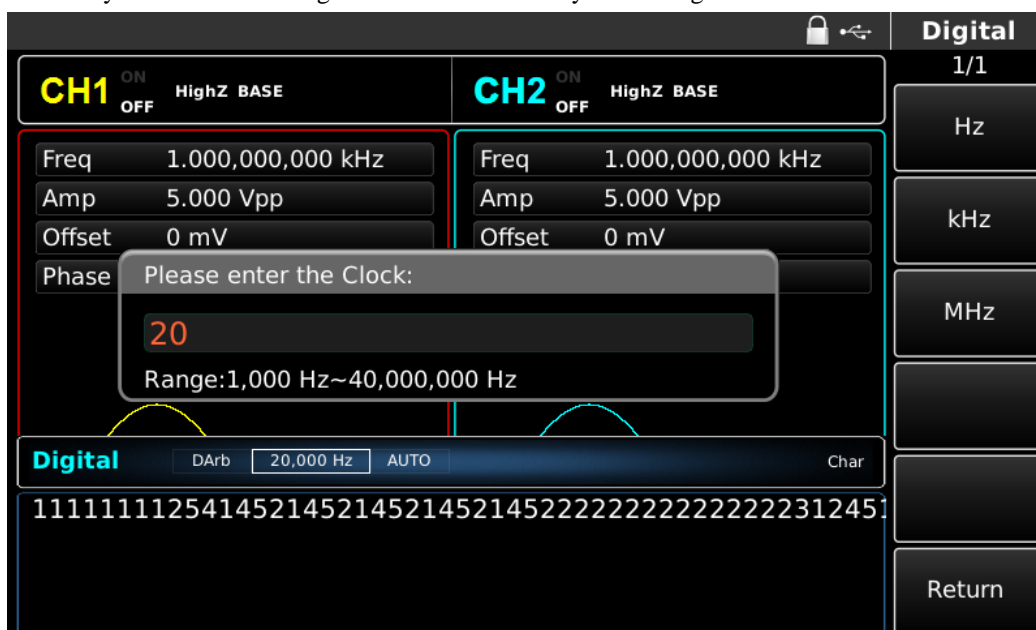 Digital
1/1
CH1 ON OFF HighZ BASE
CH2 ON OFF HighZ BASE
Hz
Freq 1.000,000,000 kHz
Freq 1.000,000,000 kHz
Amp 5.000 Vpp
Amp 5.000 Vpp
kHz
Offset 0 mV
Offset 0 mV
Phase
Please enter the Clock:
20
Range:1,000 Hz~40,000,000 Hz
MHz
Digital DArb 20,000 Hz AUTO Char
1111111125414521452145214521452222222222222312451
Return